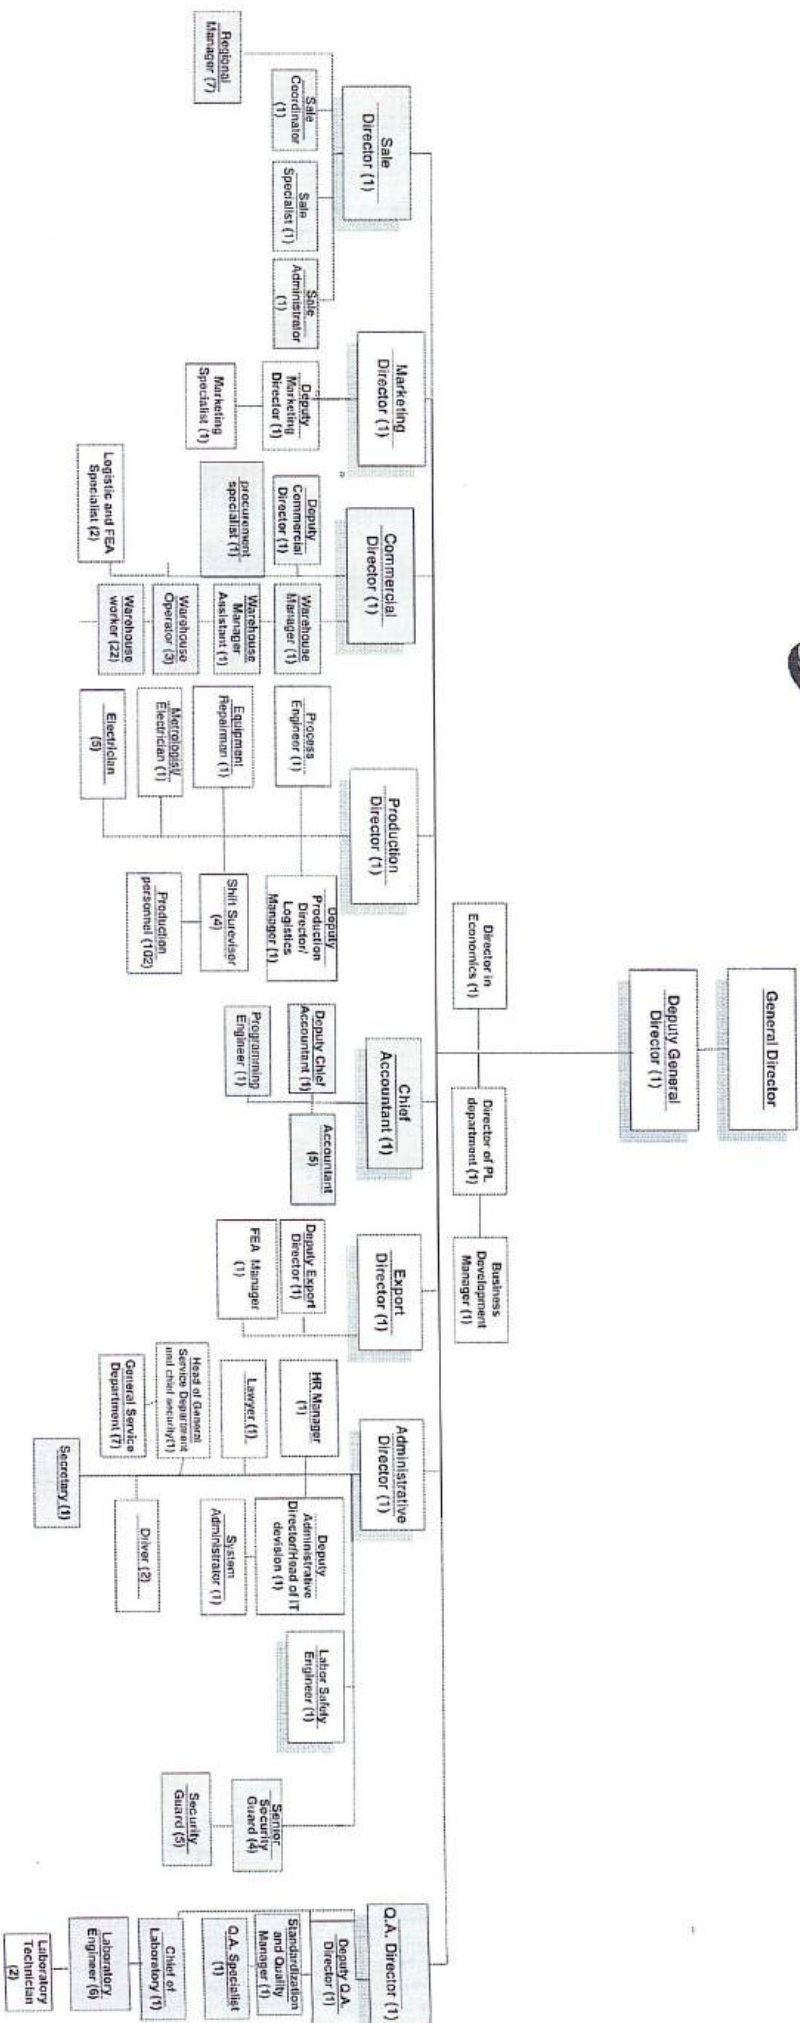 General Director
Deputy General
Director (1)
Director in
Economics (1)
Director of PL
department (1)
Business
Development
Manager (1)
Sale
Director (1)
Sale
Coordinator
(1)
Sale
Specialist (1)
Sale
Administrator
(1)
Regional
Manager (7)
Marketing
Director (1)
Deputy
Marketing
Director (1)
Marketing
Specialist (1)
Commercial
Director (1)
Deputy
Commercial
Director (1)
procurement
specialist (1)
Logistic and FEA
Specialist (2)
Warehouse
Manager (1)
Warehouse
Manager
Assistant (1)
Warehouse
Operator (3)
Warehouse
worker (22)
Production
Director (1)
Process
Engineer (1)
Equipment
Repairman (1)
Metrologist/
Electrician (1)
Electrician
(5)
Deputy
Production
Director/
Logistics
Manager (1)
Shift Surevisor
(4)
Production
personnel (102)
Chief
Accountant (1)
Deputy Chief
Accountant (1)
Programming
Engineer (1)
Accountant
(5)
Export
Director (1)
Deputy Export
Director (1)
FEA Manager
(1)
Administrative
Director (1)
HR Manager
(1)
Lawyer (1)
Head of General
Service Department
and chief security(1)
General Service
Department (7)
Deputy
Administrative
Director/Head of IT
devision (1)
System
Administrator (1)
Driver (2)
Secretary (1)
Labor Safety
Engineer (1)
Senior
Security
Guard (4)
Security
Guard (5)
Q.A. Director (1)
Deputy Q.A.
Director (1)
Standardization
and Quality
Manager (1)
Q.A. Specialist
(1)
Chief of
Laboratory (1)
Laboratory
Engineer (6)
Laboratory
Technician
(2)